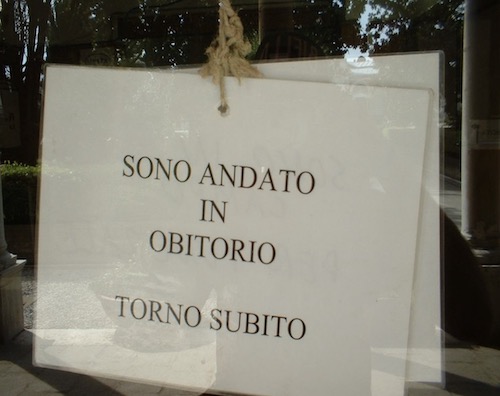 SONO ANDATO
IN
OBITORIO
TORNO SUBITO